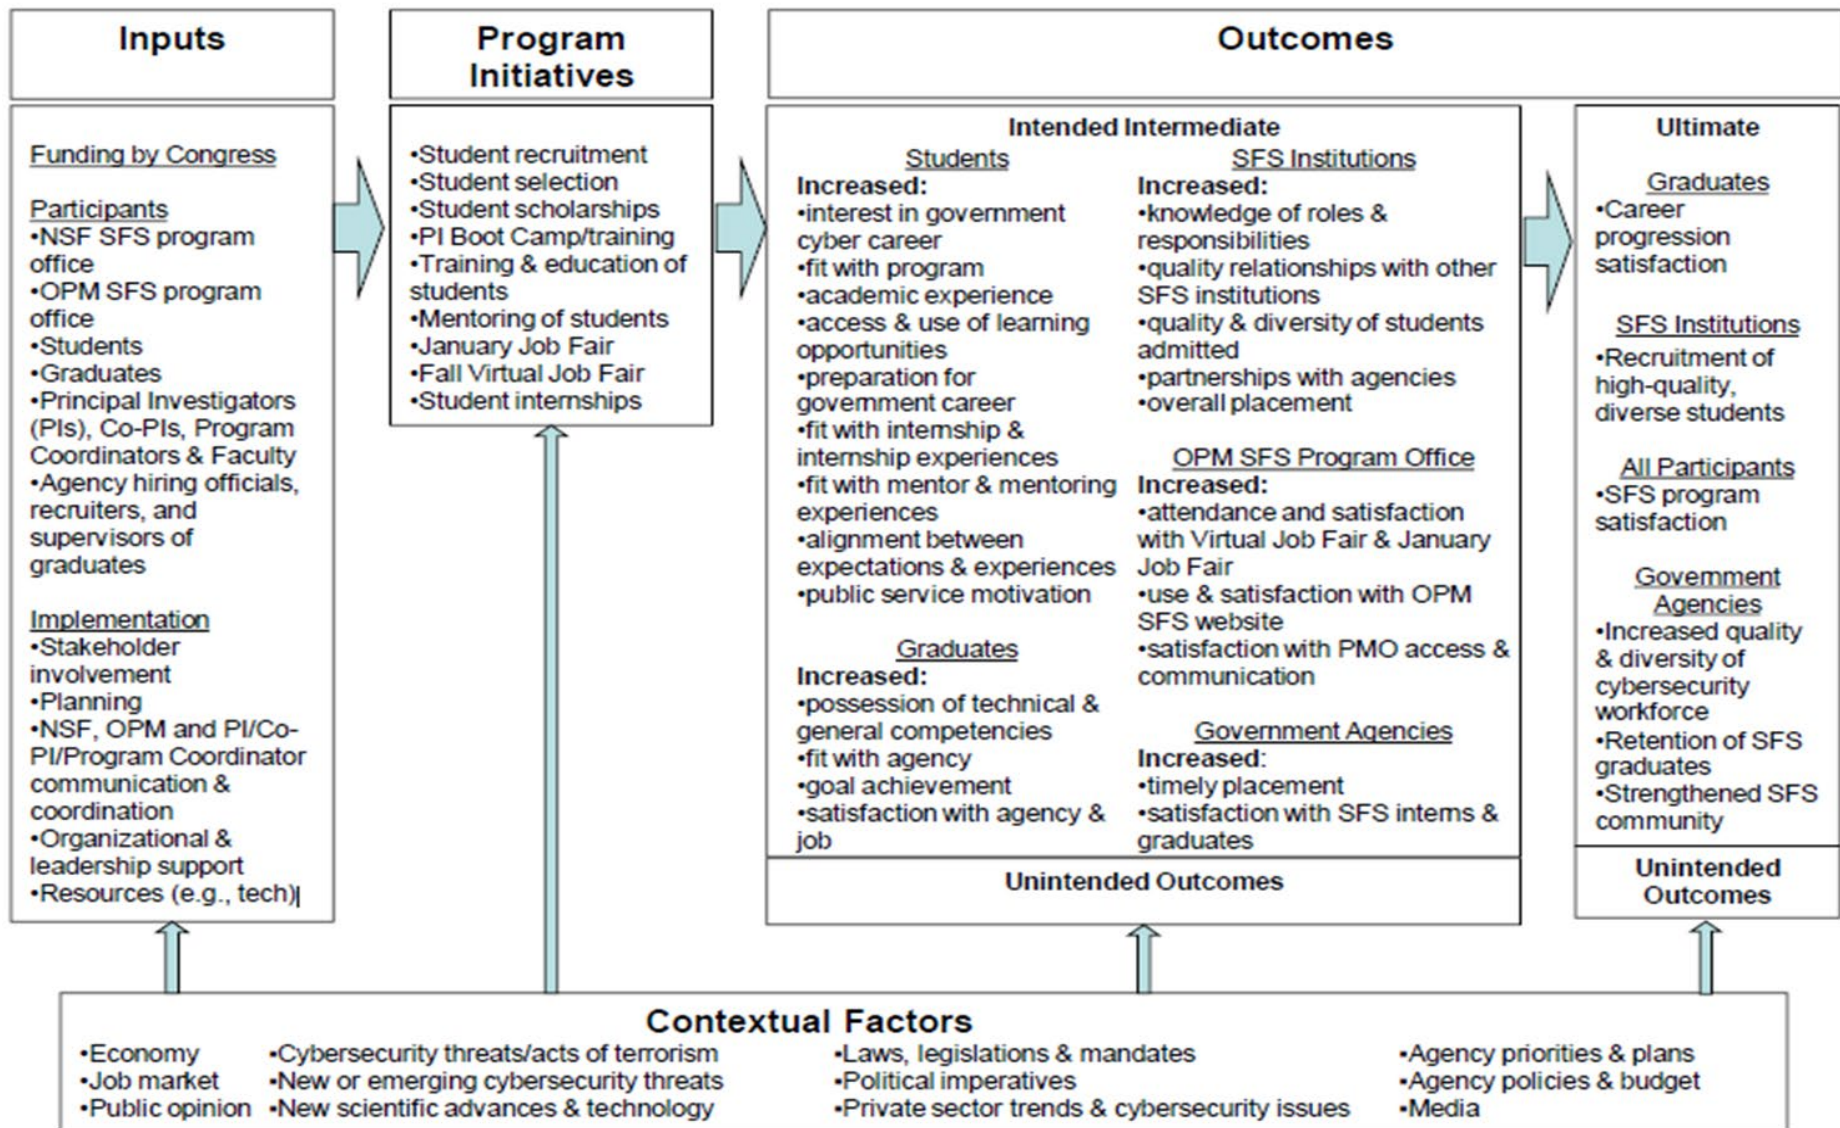 Inputs
Funding by Congress
Participants
•NSF SFS program
office
•OPM SFS program
office
•Students
•Graduates
•Principal Investigators
(PIs), Co-PIs, Program
Coordinators & Faculty
•Agency hiring officials,
recruiters, and
supervisors of
graduates
Implementation
•Stakeholder
involvement
•Planning
•NSF, OPM and PI/Co-
PI/Program Coordinator
communication &
coordination
•Organizational &
leadership support
•Resources (e.g., tech)
Program
Initiatives
•Student recruitment
•Student selection
•Student scholarships
•PI Boot Camp/training
•Training & education of
students
•Mentoring of students
•January Job Fair
•Fall Virtual Job Fair
•Student internships
Outcomes
Intended Intermediate
Students
Increased:
•interest in government
cyber career
•fit with program
•academic experience
•access & use of learning
opportunities
•preparation for
government career
•fit with internship &
internship experiences
•fit with mentor & mentoring
experiences
•alignment between
expectations & experiences
•public service motivation
Graduates
Increased:
•possession of technical &
general competencies
•fit with agency
•goal achievement
•satisfaction with agency &
job
SFS Institutions
Increased:
•knowledge of roles &
responsibilities
•quality relationships with other
SFS institutions
•quality & diversity of students
admitted
•partnerships with agencies
•overall placement
OPM SFS Program Office
Increased:
•attendance and satisfaction
with Virtual Job Fair & January
Job Fair
•use & satisfaction with OPM
SFS website
•satisfaction with PMO access &
communication
Government Agencies
Increased:
•timely placement
•satisfaction with SFS interns &
graduates
Unintended Outcomes
Ultimate
Graduates
•Career
progression
satisfaction
SFS Institutions
•Recruitment of
high-quality,
diverse students
All Participants
•SFS program
satisfaction
Government
Agencies
•Increased quality
& diversity of
cybersecurity
workforce
•Retention of SFS
graduates
•Strengthened SFS
community
Unintended
Outcomes
Contextual Factors
•Economy
•Job market
•Public opinion
•Cybersecurity threats/acts of terrorism
•New or emerging cybersecurity threats
•New scientific advances & technology
•Laws, legislations & mandates
•Political imperatives
•Private sector trends & cybersecurity issues
•Agency priorities & plans
•Agency policies & budget
•Media